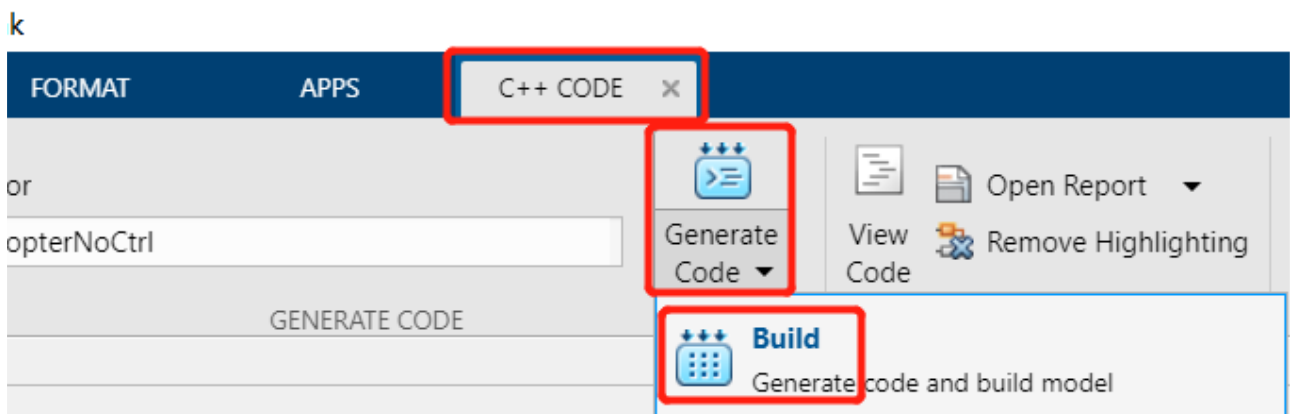 k
FORMAT APPS C++ CODE
or
opterNoCtrl
Generate
Code
View
Code
Open Report
Remove Highlighting
GENERATE CODE
Build
Generate code and build model